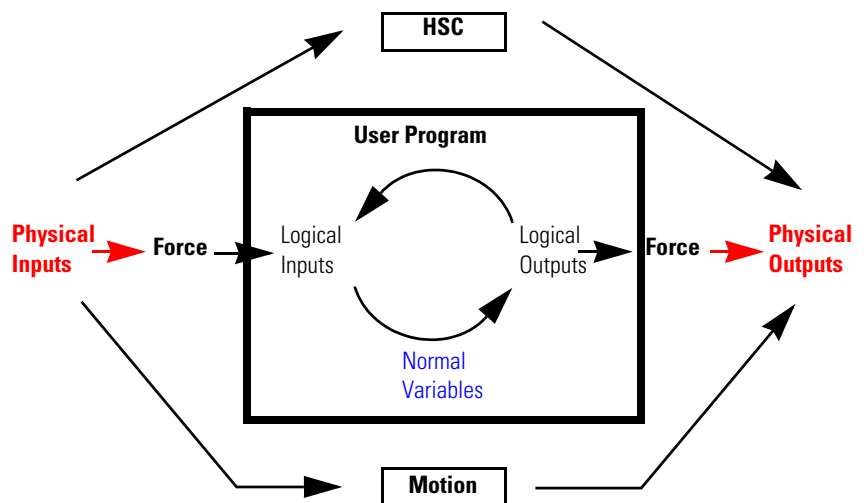 HSC
User Program
Physical
Inputs
Force
Logical
Inputs
Logical
Outputs
Force
Physical
Outputs
Normal
Variables
Motion